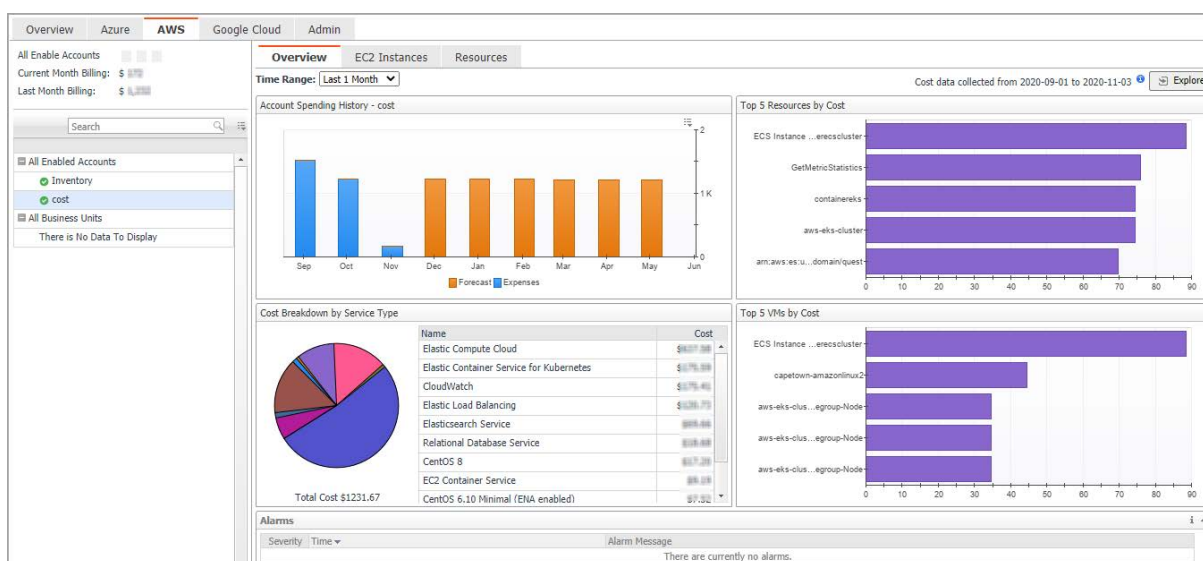 Overview Azure AWS Google Cloud Admin
All Enable Accounts
Current Month Billing: $
Last Month Billing: $
Search
All Enabled Accounts
Inventory
cost
All Business Units
There is No Data To Display
Overview EC2 Instances Resources
Time Range: Last 1 Month
Cost data collected from 2020-09-01 to 2020-11-03 Explore
Account Spending History - cost
2
1 K
0
Sep Oct Nov Dec Jan Feb Mar Apr May Jun
Forecast Expenses
Top 5 Resources by Cost
ECS Instance ...erecscluster
GetMetricStatistics
containereks
aws-eks-cluster
arn:aws:es:u...domain/quest
0 10 20 30 40 50 60 70 80 90
Cost Breakdown by Service Type
Total Cost $1231.67
Name Cost
Elastic Compute Cloud
Elastic Container Service for Kubernetes
CloudWatch
Elastic Load Balancing
Elasticsearch Service
Relational Database Service
CentOS 8
EC2 Container Service
CentOS 6.10 Minimal (ENA enabled)
Top 5 VMs by Cost
ECS Instance ...erecscluster
capetown-amazonlinux2
aws-eks-clus...egroup-Node
aws-eks-clus...egroup-Node
aws-eks-clus...egroup-Node
0 10 20 30 40 50 60 70 80 90
Alarms
Severity Time Alarm Message
There are currently no alarms.